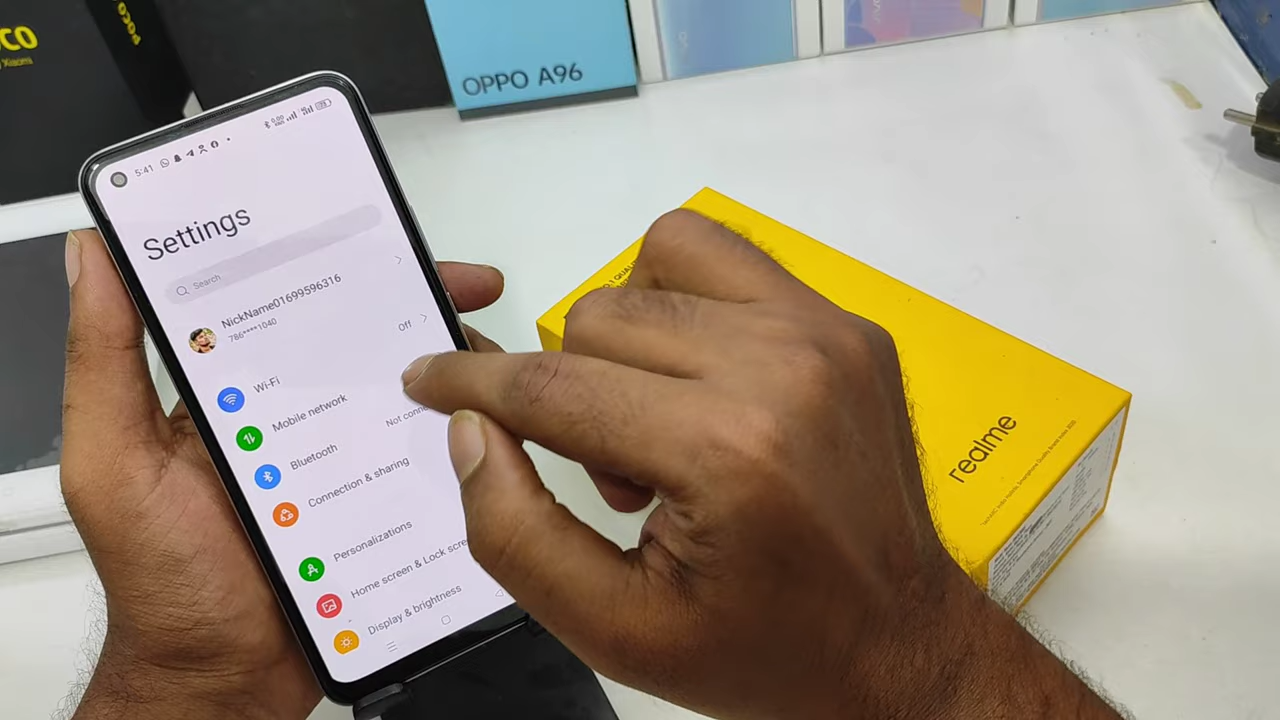 OPPO A96
POCO
5:41
Settings
Search
NickName01699596316
786****1040
Wi-Fi
Off
Mobile network
Bluetooth
Connection & sharing
Personalizations
Home screen & Lock
Display & brightness
realme